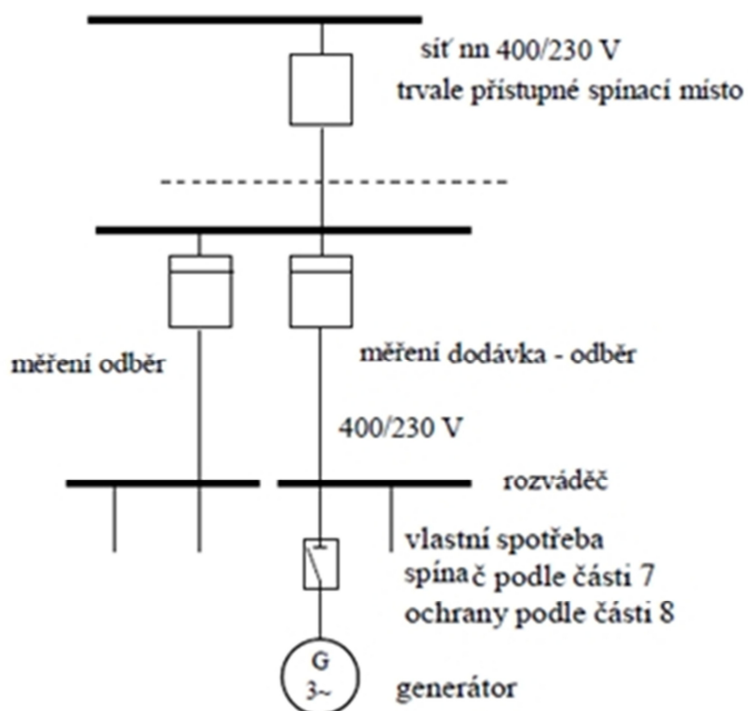 síť nn 400/230 V
trvale přístupné spínací místo
měření odběr
měření dodávka - odběr
400/230 V
rozváděč
vlastní spotřeba
spínač podle části 7
ochrany podle části 8
G
3~
generátor